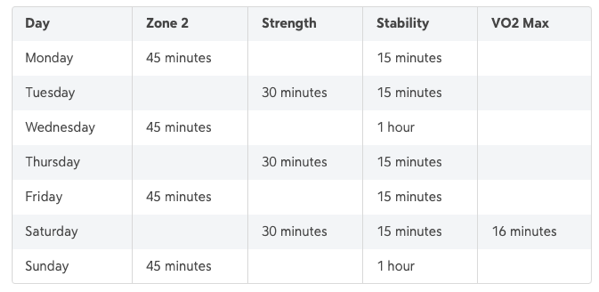 Day Zone 2 Strength Stability VO2 Max
Monday 45 minutes 15 minutes
Tuesday 30 minutes 15 minutes
Wednesday 45 minutes 1 hour
Thursday 30 minutes 15 minutes
Friday 45 minutes 15 minutes
Saturday 30 minutes 15 minutes 16 minutes
Sunday 45 minutes 1 hour